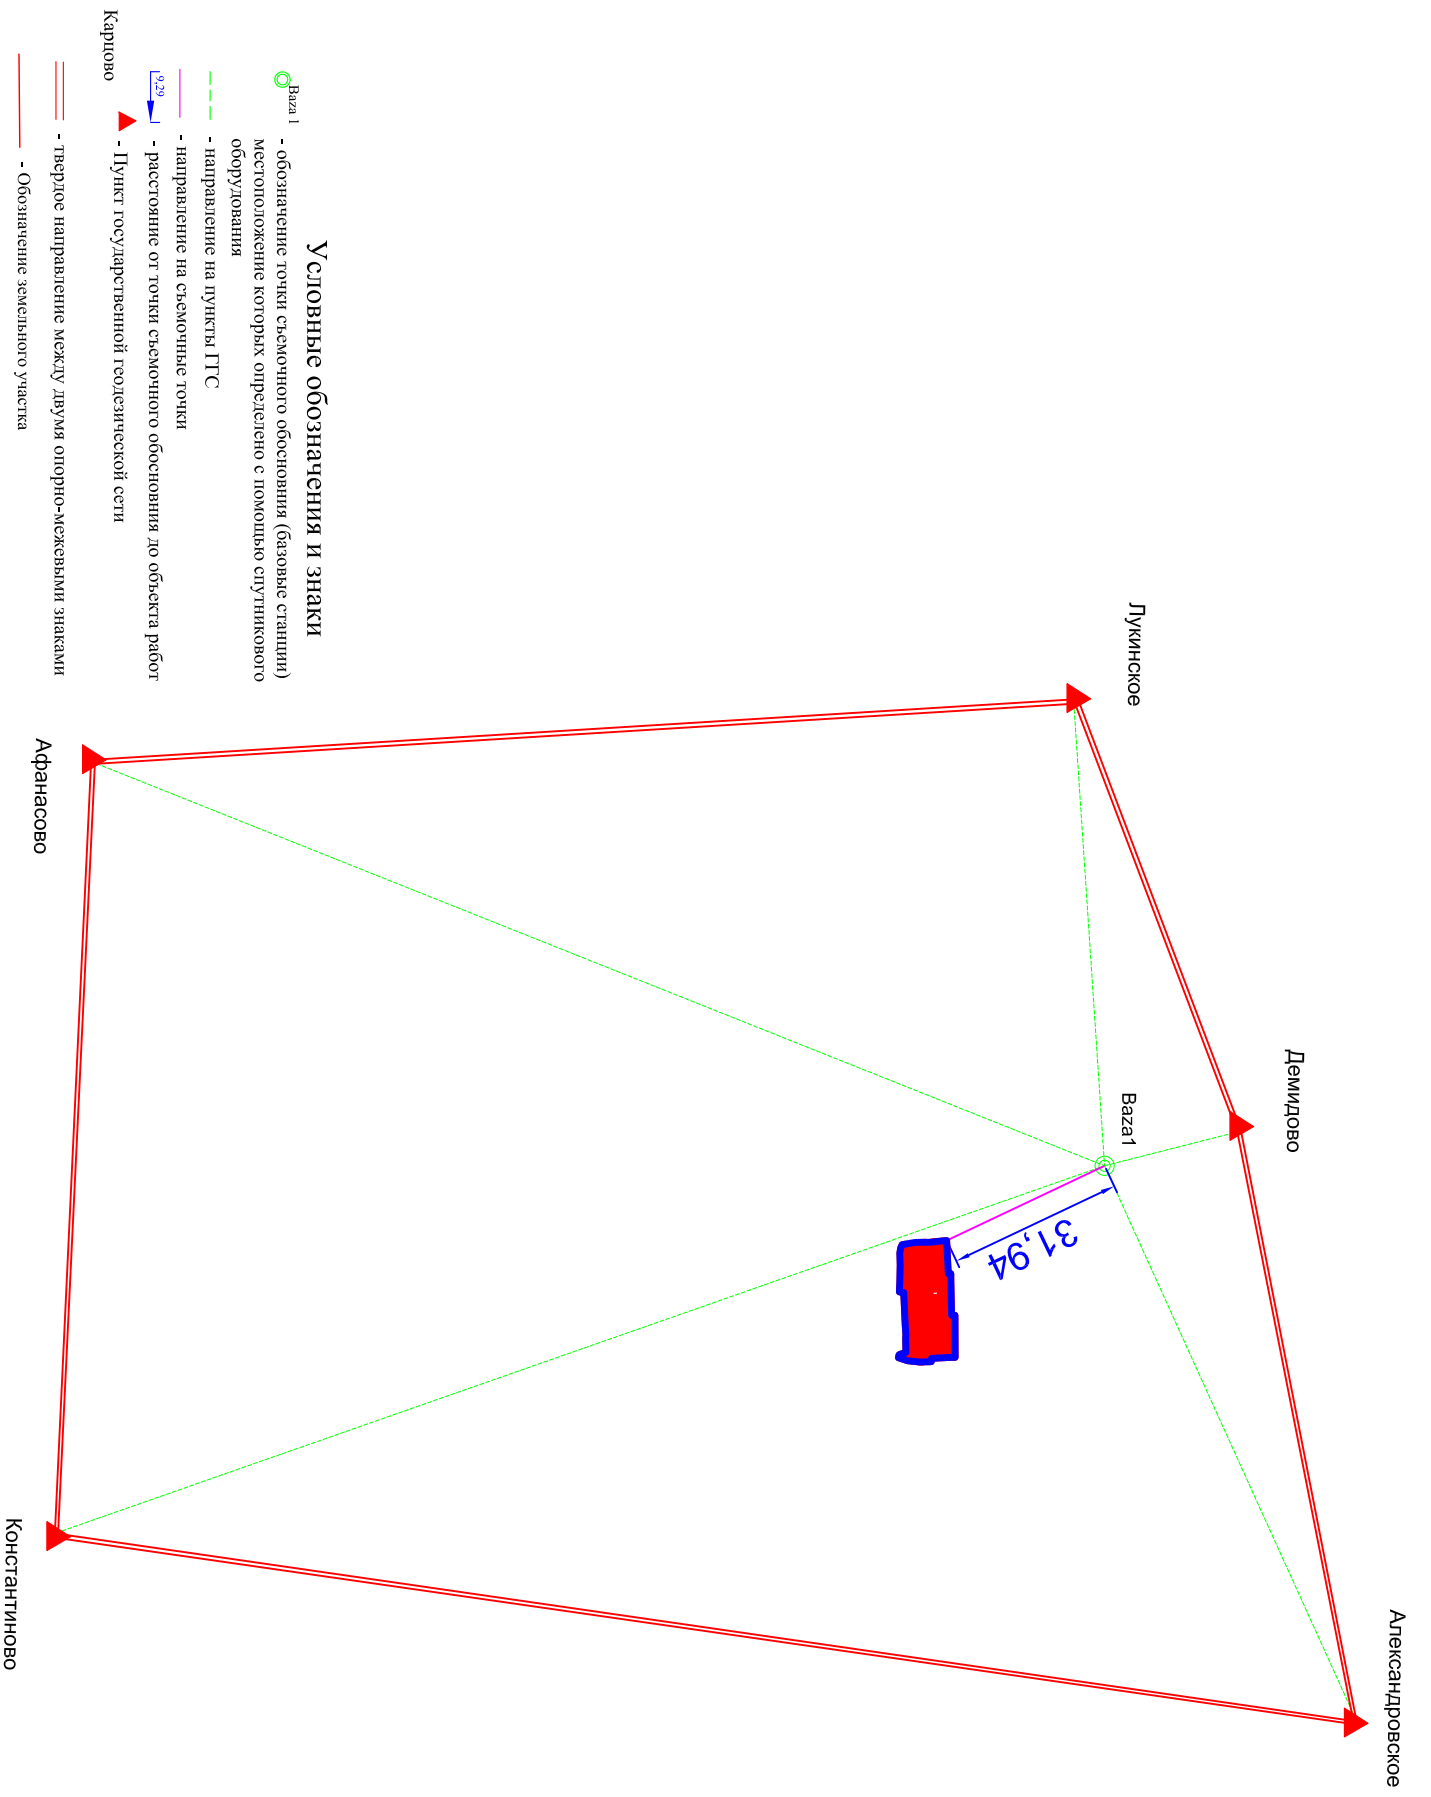 Лукинское
Демидово
Александровское
Baza1
31,94
Афанасово
Константиново
Условные обозначения и знаки
Baza 1
- обозначение точки съемочного обосновния (базовые станции)
местоположение которых определено с помощью спутникового
оборудования
- направление на пункты ГГС
- направление на съемочные точки
9,29
- расстояние от точки съемочного обосновния до объекта работ
Карцово
- Пункт государственной геодезической сети
- твердое направление между двумя опорно-межевыми знаками
- Обозначение земельного участка